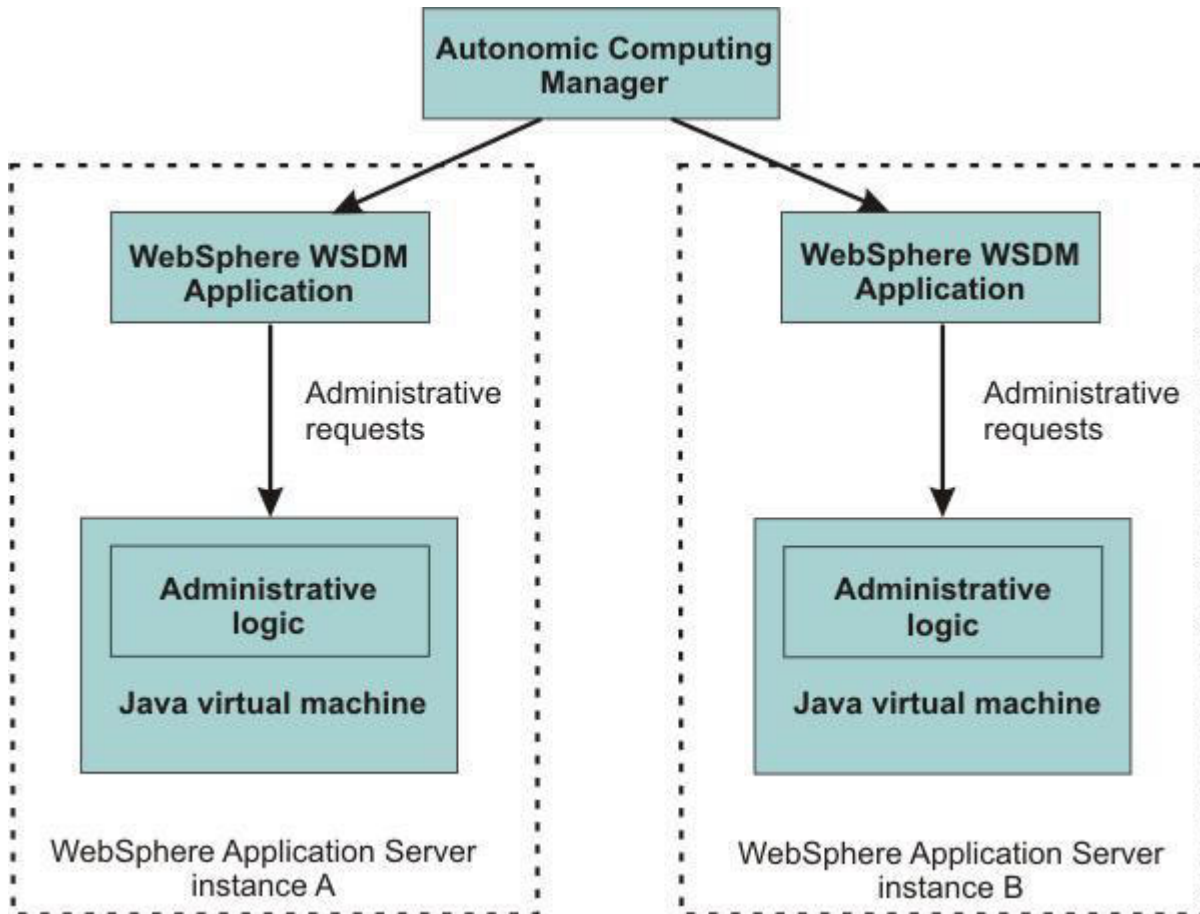 Autonomic Computing
Manager
WebSphere WSDM
Application
Administrative
requests
Administrative
logic
Java virtual machine
WebSphere Application Server
instance A
WebSphere WSDM
Application
Administrative
requests
Administrative
logic
Java virtual machine
WebSphere Application Server
instance B